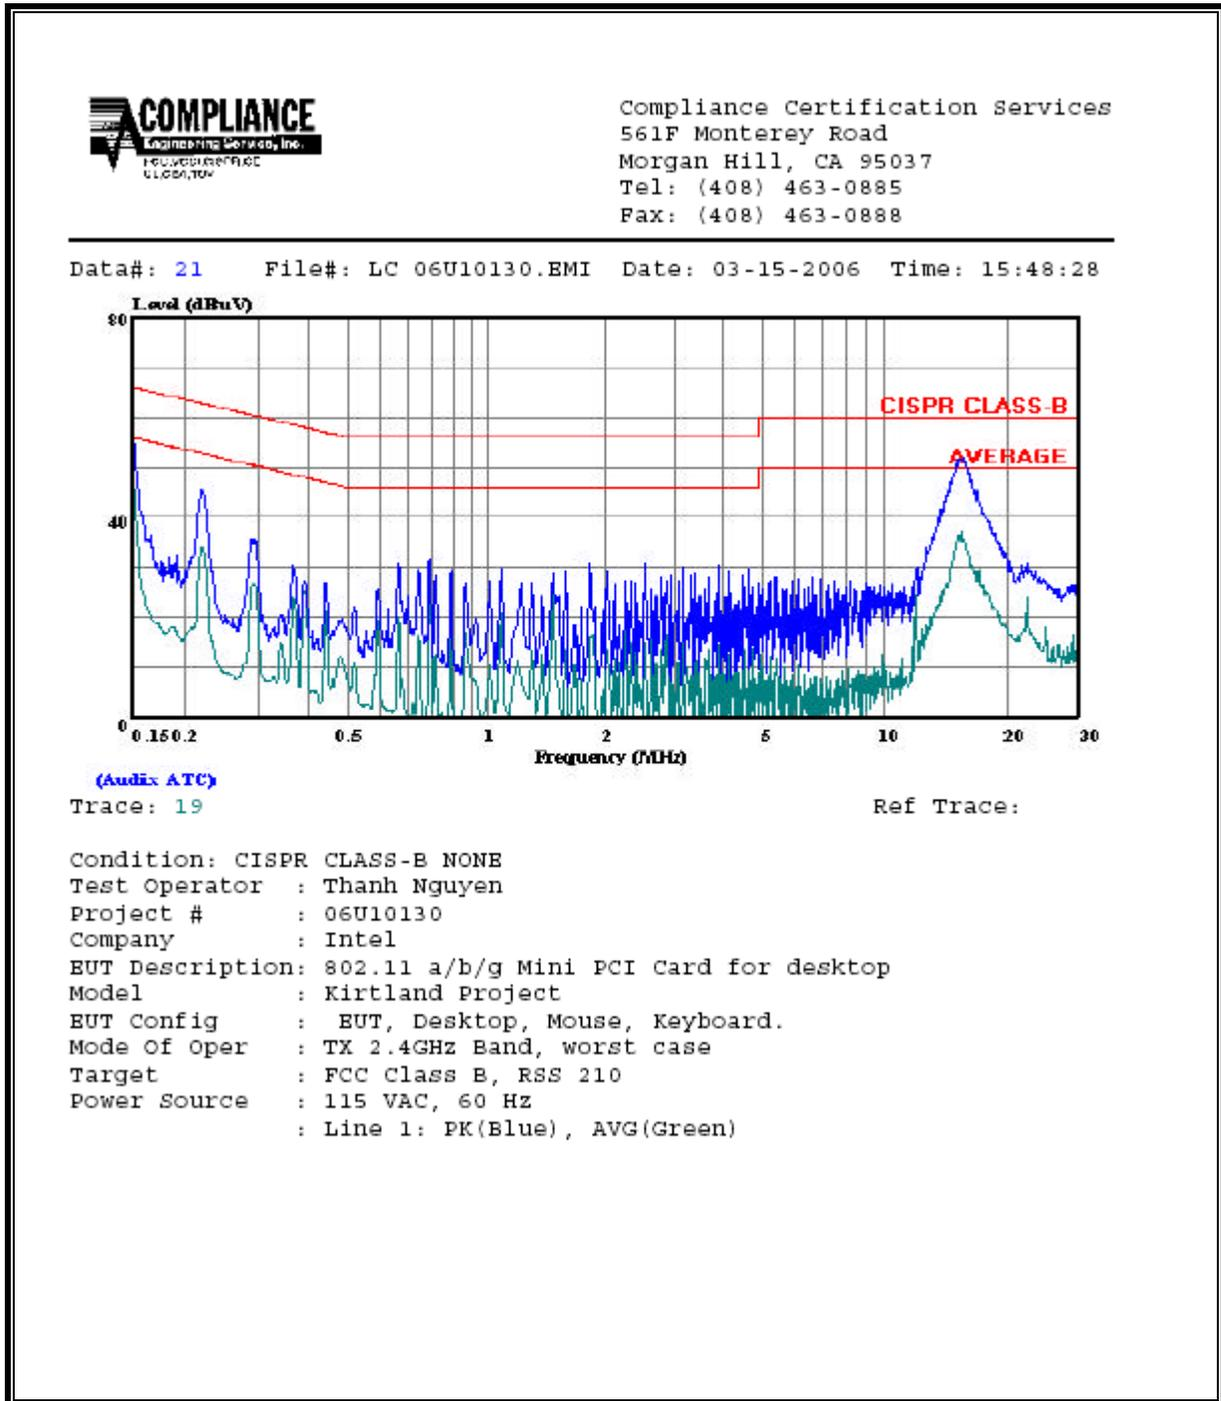 COMPLIANCE
Engineering Services, Inc.
Compliance Certification Services
561F Monterey Road
Morgan Hill, CA 95037
Tel: (408) 463-0885
Fax: (408) 463-0888
Data#: 21 File#: LC 06U10130.EMI Date: 03-15-2006 Time: 15:48:28
Level (dBuV)
80
CISPR CLASS-B
AVERAGE
40
0
0.15 0.2 0.5 1 2 5 10 20 30
Frequency (MHz)
(Audix ATC)
Trace: 19 Ref Trace:
Condition: CISPR CLASS-B NONE
Test Operator : Thanh Nguyen
Project # : 06U10130
Company : Intel
EUT Description: 802.11 a/b/g Mini PCI Card for desktop
Model : Kirtland Project
EUT Config : EUT, Desktop, Mouse, Keyboard.
Mode Of Oper : TX 2.4GHz Band, worst case
Target : FCC Class B, RSS 210
Power Source : 115 VAC, 60 Hz
: Line 1: PK(Blue), AVG(Green)